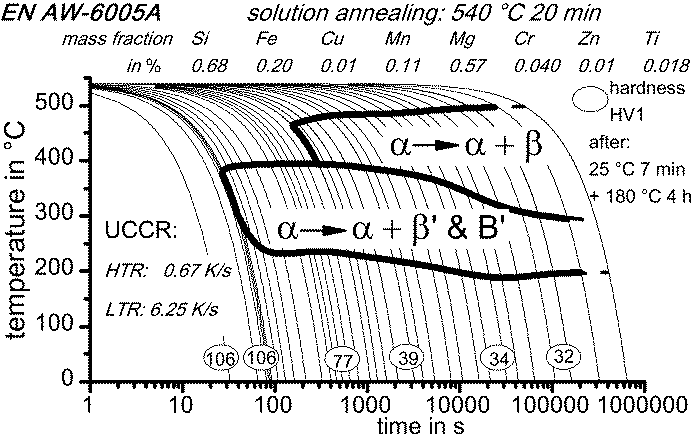 EN AW-6005A solution annealing: 540 °C 20 min
mass fraction Si Fe Cu Mn Mg Cr Zn Ti
in % 0.68 0.20 0.01 0.11 0.57 0.040 0.01 0.018
hardness
HV1
after:
25 °C 7 min
+ 180 °C 4 h
temperature in °C
500
400
300
200
100
0
α → α + β
α → α + β' & B'
UCCR:
HTR: 0.67 K/s
LTR: 6.25 K/s
106 106 77 39 34 32
1 10 100 1000 10000 100000 1000000
time in s